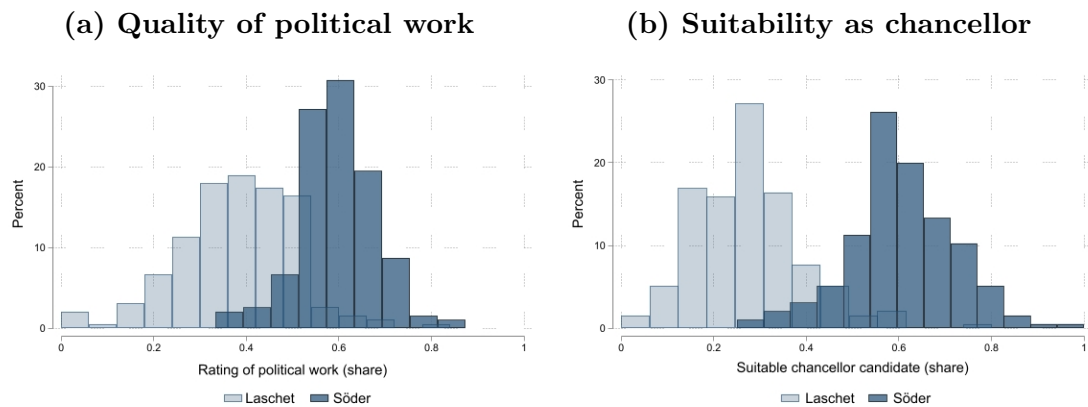 (a) Quality of political work
30
20
10
0
Percent
0 0.2 0.4 0.6 0.8 1
Rating of political work (share)
Laschet Söder
(b) Suitability as chancellor
30
20
10
0
Percent
0 0.2 0.4 0.6 0.8 1
Suitable chancellor candidate (share)
Laschet Söder